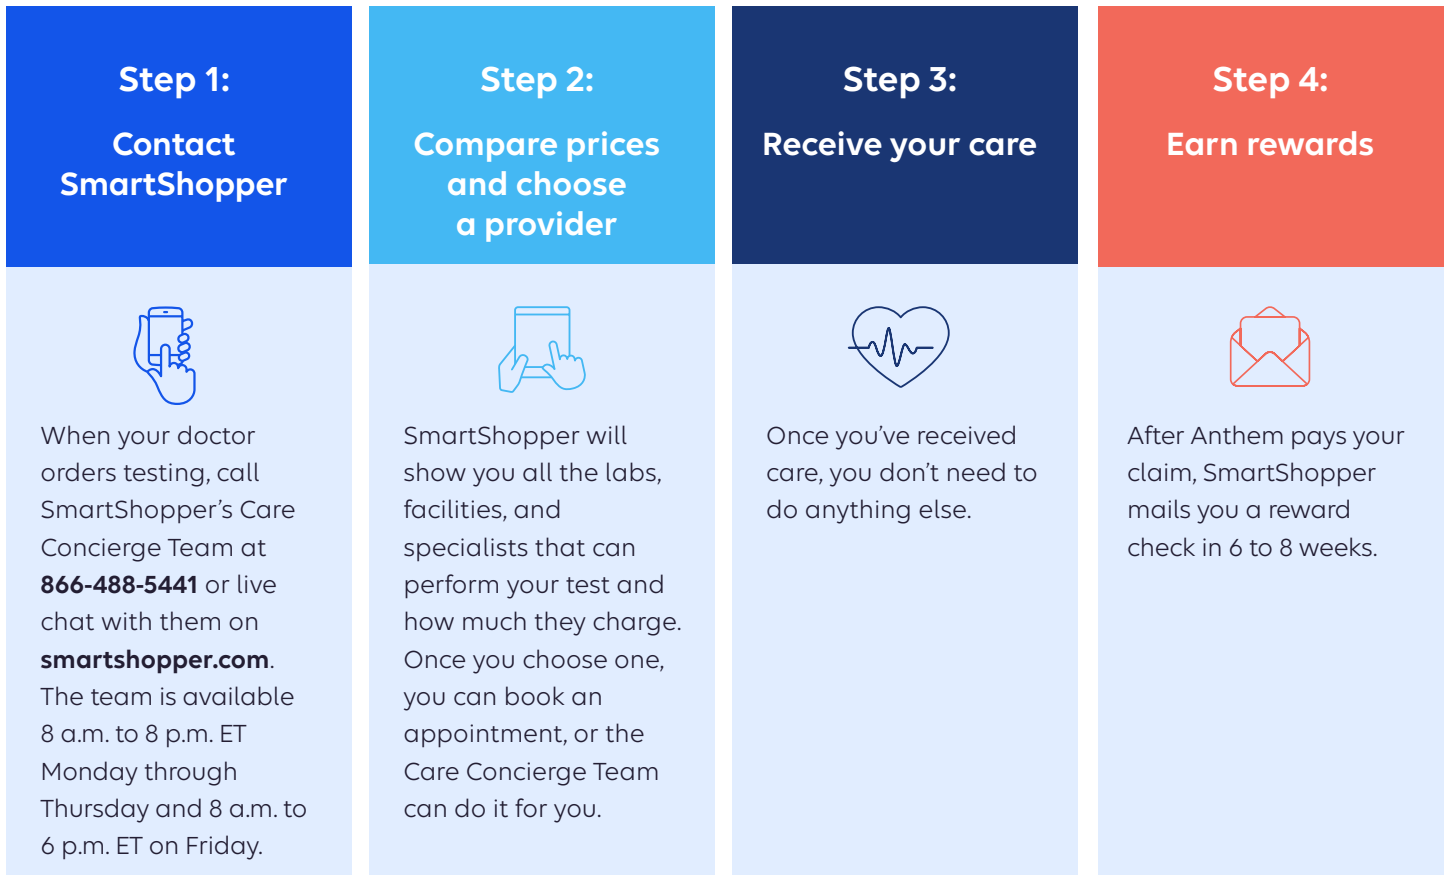 Step 1:
Contact
SmartShopper
When your doctor
orders testing, call
SmartShopper’s Care
Concierge Team at
866-488-5441 or live
chat with them on
smartshopper.com.
The team is available
8 a.m. to 8 p.m. ET
Monday through
Thursday and 8 a.m. to
6 p.m. ET on Friday.
Step 2:
Compare prices
and choose
a provider
SmartShopper will
show you all the labs,
facilities, and
specialists that can
perform your test and
how much they charge.
Once you choose one,
you can book an
appointment, or the
Care Concierge Team
can do it for you.
Step 3:
Receive your care
Once you’ve received
care, you don’t need to
do anything else.
Step 4:
Earn rewards
After Anthem pays your
claim, SmartShopper
mails you a reward
check in 6 to 8 weeks.